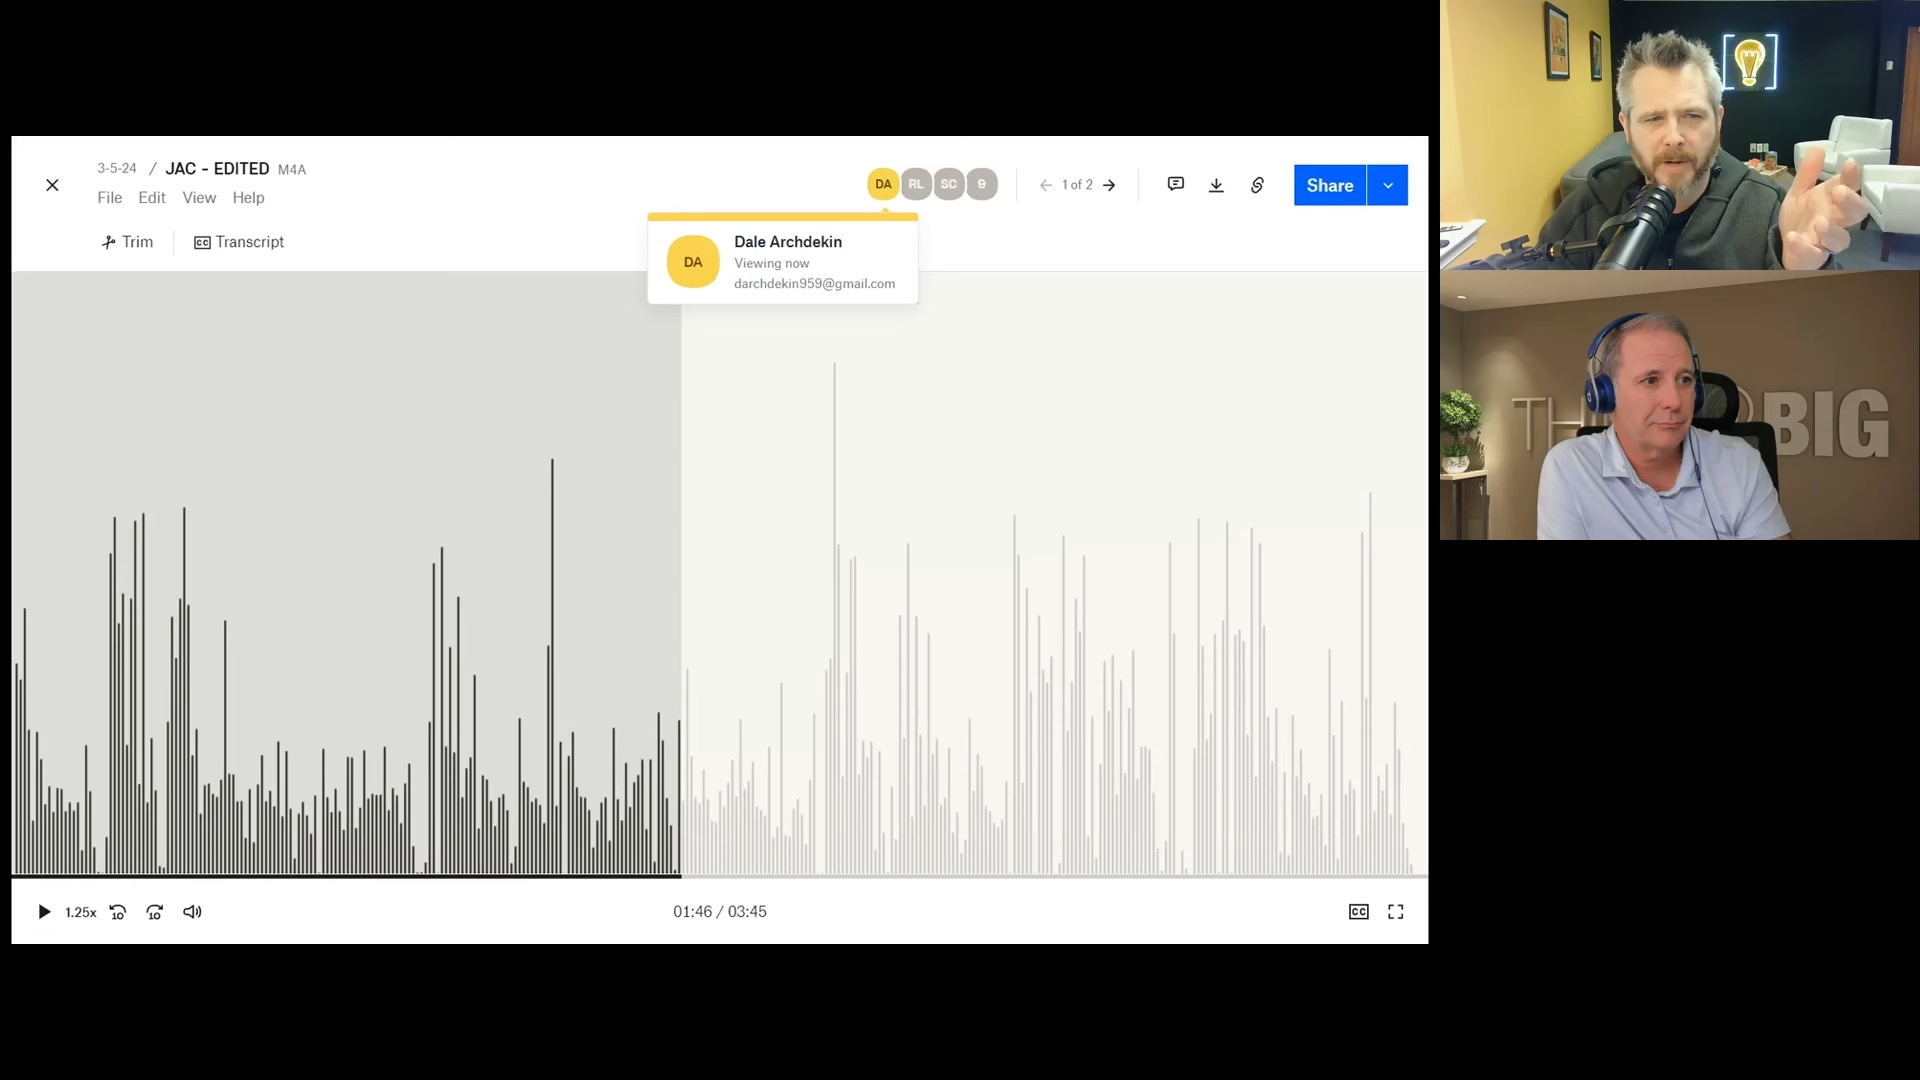 3-5-24 / JAC - EDITED M4A
File Edit View Help
DA RL SC 9
1 of 2
Share
Trim
Transcript
DA
Dale Archdekin
Viewing now
darchdekin959@gmail.com
1.25x
10
10
01:46 / 03:45
CC
TH
BIG